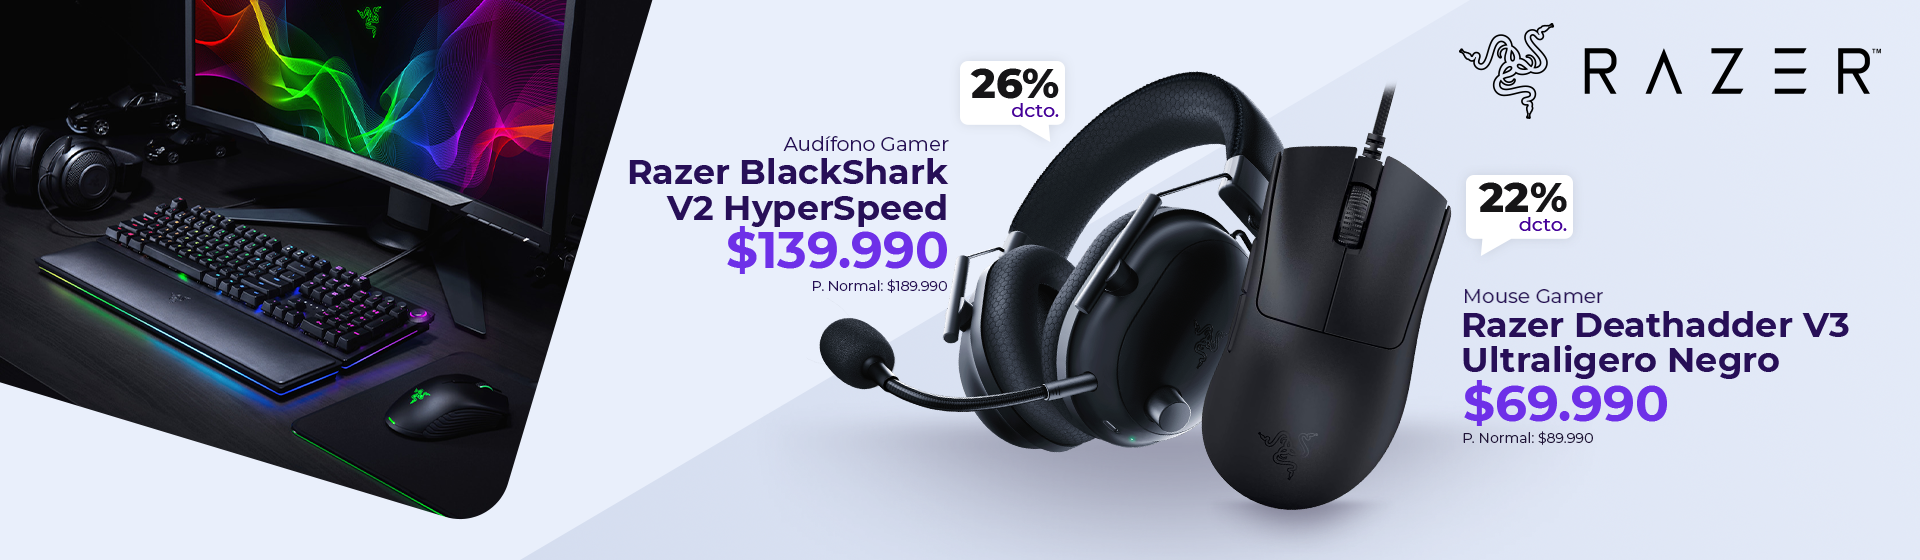 26%
dcto.
Audífono Gamer
Razer BlackShark
V2 HyperSpeed
$139.990
P. Normal: $189.990
RAZER™
22%
dcto.
Mouse Gamer
Razer Deathadder V3
Ultraligero Negro
$69.990
P. Normal: $89.990